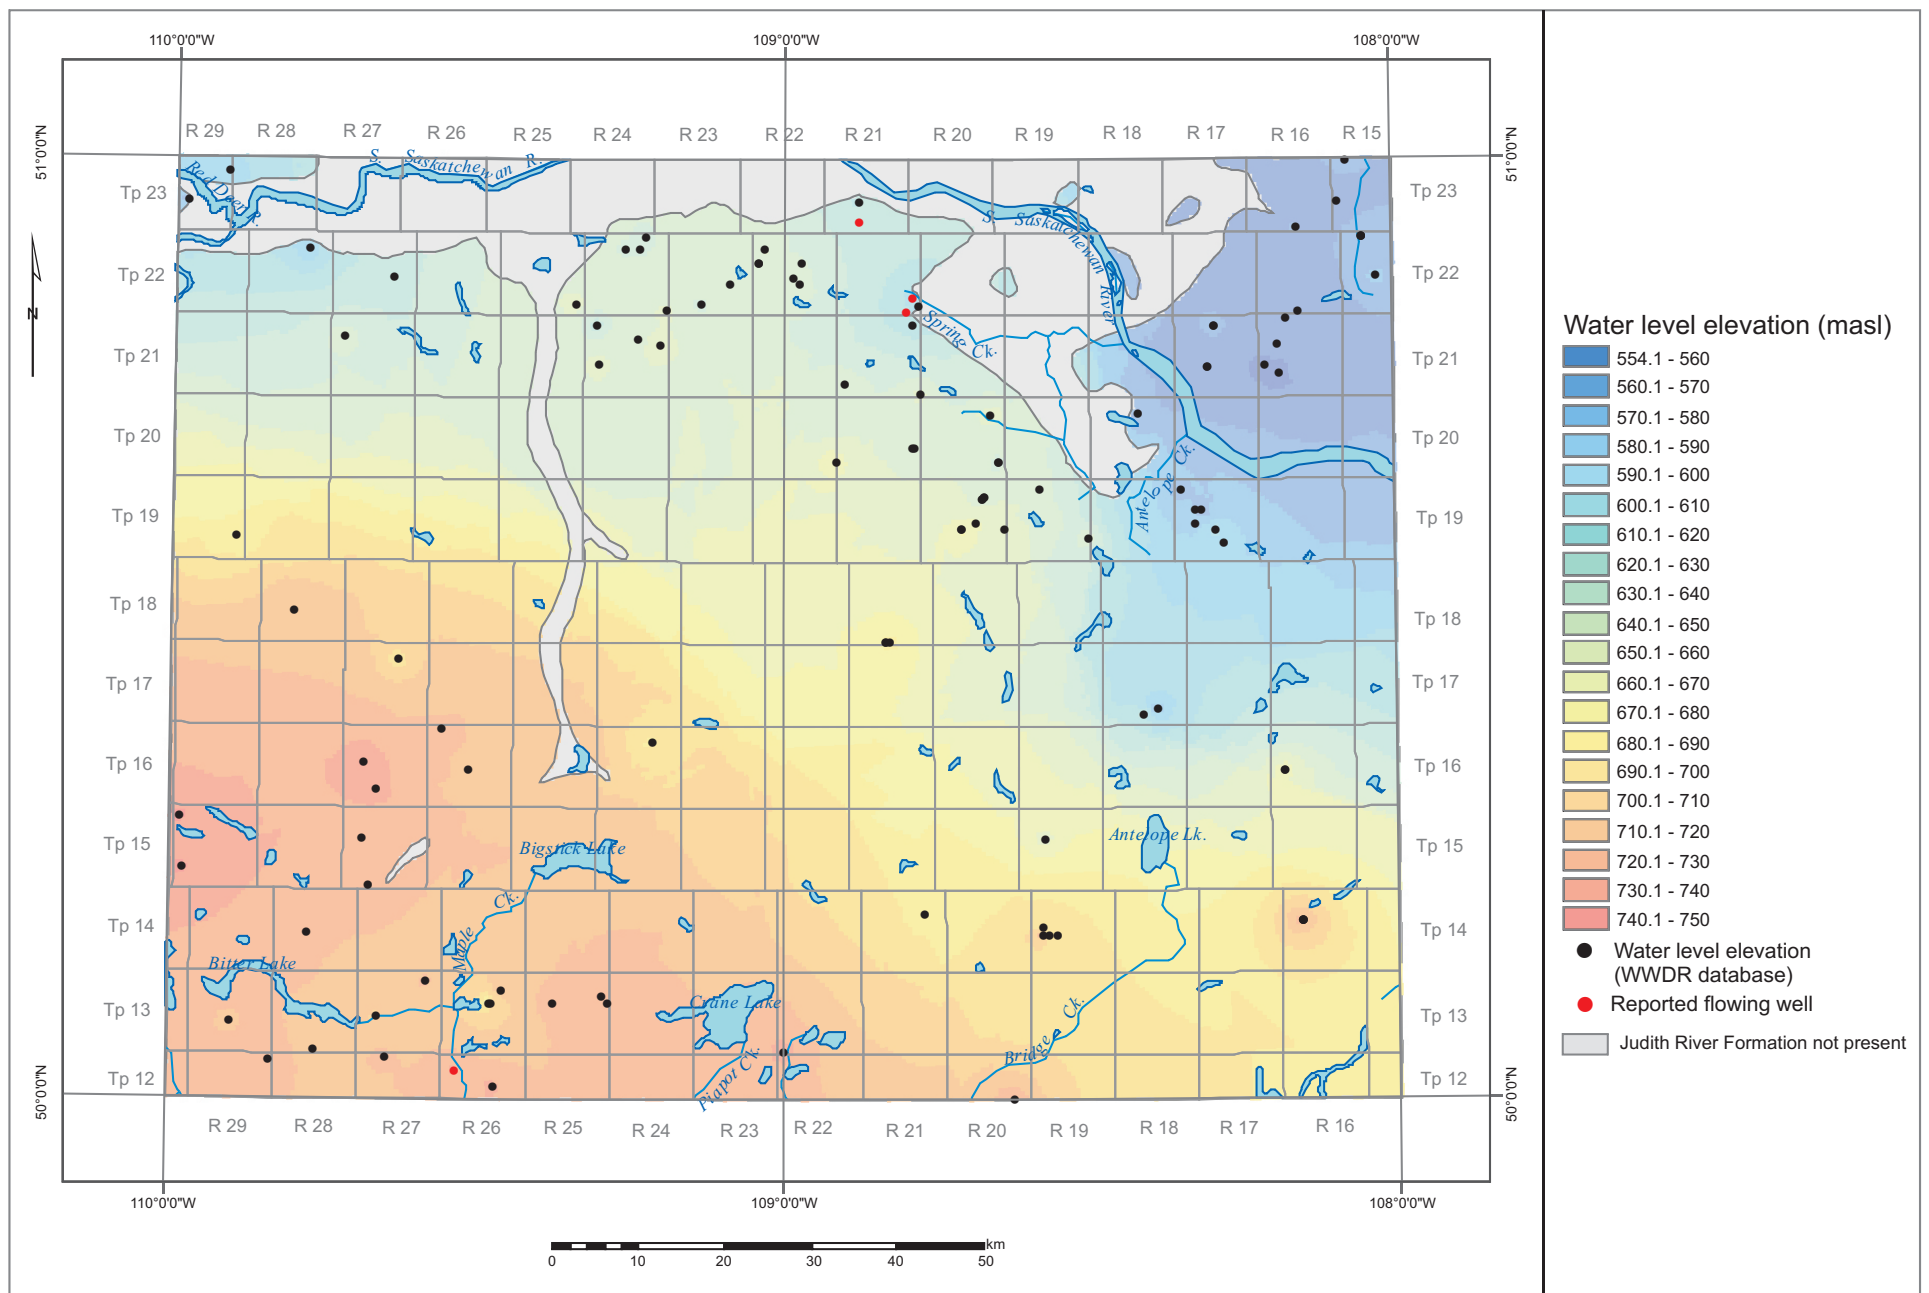 110°0'0"W 109°0'0"W 108°0'0"W
51°0'0"N
51°0'0"N
R 29 R 28 R 27 R 26 R 25 R 24 R 23 R 22 R 21 R 20 R 19 R 18 R 17 R 16 R 15
S. Saskatchewan R.
Red Deer R.
Tp 23 Tp 23
S. Saskatchewan River
Tp 22 Tp 22
N
Spring Ck.
Tp 21 Tp 21
Tp 20 Tp 20
Antelope Ck.
Tp 19 Tp 19
Tp 18 Tp 18
Tp 17 Tp 17
Tp 16 Tp 16
Tp 15 Tp 15
Bigstick Lake
Antelope Lk.
Maple Ck.
Tp 14 Tp 14
Bitter Lake
Crane Lake
Tp 13 Tp 13
Bridge Ck.
Piapot Ck.
Tp 12 Tp 12
50°0'0"N
50°0'0"N
R 29 R 28 R 27 R 26 R 25 R 24 R 23 R 22 R 21 R 20 R 19 R 18 R 17 R 16
110°0'0"W 109°0'0"W 108°0'0"W
km
0 10 20 30 40 50
Water level elevation (masl)
554.1 - 560
560.1 - 570
570.1 - 580
580.1 - 590
590.1 - 600
600.1 - 610
610.1 - 620
620.1 - 630
630.1 - 640
640.1 - 650
650.1 - 660
660.1 - 670
670.1 - 680
680.1 - 690
690.1 - 700
700.1 - 710
710.1 - 720
720.1 - 730
730.1 - 740
740.1 - 750
Water level elevation
(WWDR database)
Reported flowing well
Judith River Formation not present